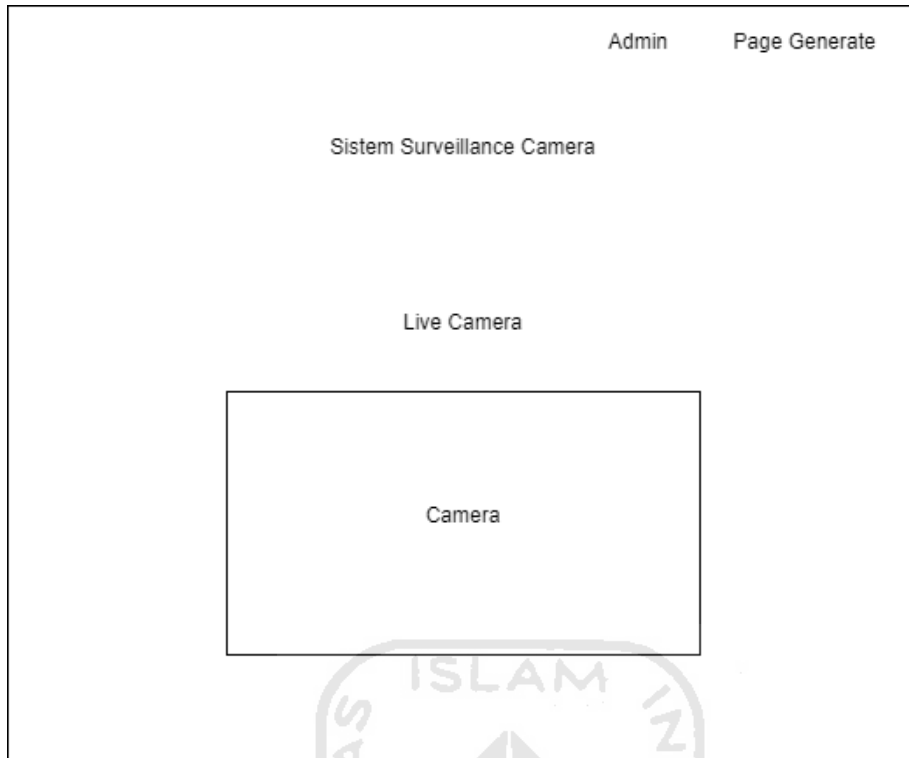 Admin Page Generate
Sistem Surveillance Camera
Live Camera
Camera
ISLAM